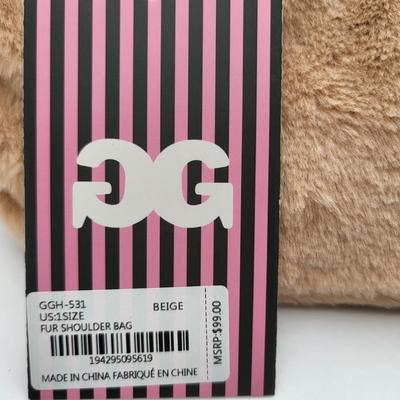 GG
GGH-531 BEIGE
US:1SIZE
FUR SHOULDER BAG
194295095619
MADE IN CHINA FABRIQUÉ EN CHINE
MSRP:$99.00